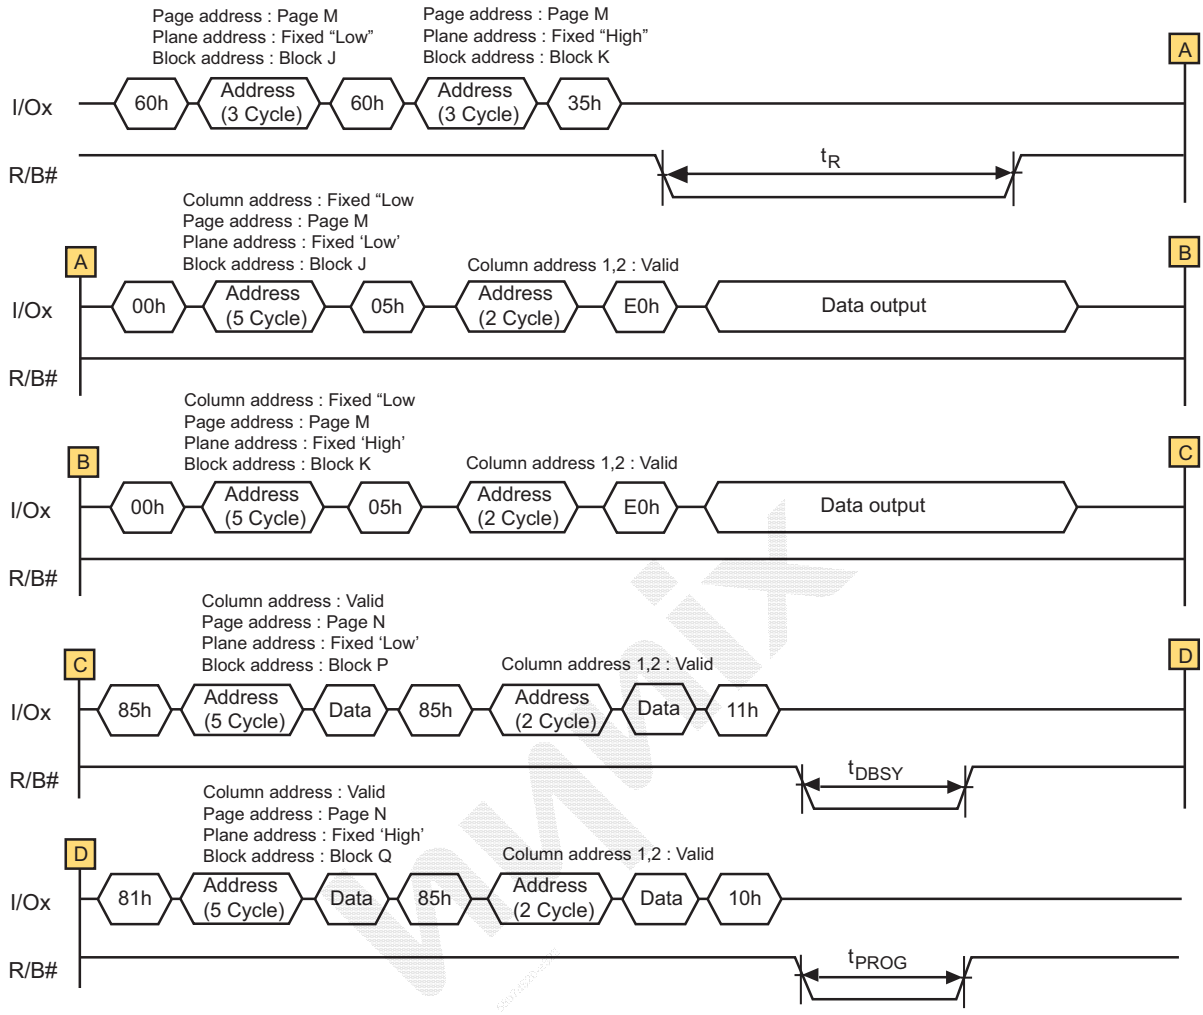 Page address : Page M
Plane address : Fixed “Low”
Block address : Block J
Page address : Page M
Plane address : Fixed “High”
Block address : Block K
A
I/Ox
60h
Address
(3 Cycle)
60h
Address
(3 Cycle)
35h
R/B#
tR
Column address : Fixed “Low
Page address : Page M
Plane address : Fixed ‘Low’
Block address : Block J
Column address 1,2 : Valid
A
B
I/Ox
00h
Address
(5 Cycle)
05h
Address
(2 Cycle)
E0h
Data output
R/B#
Column address : Fixed “Low
Page address : Page M
Plane address : Fixed ‘High’
Block address : Block K
Column address 1,2 : Valid
B
C
I/Ox
00h
Address
(5 Cycle)
05h
Address
(2 Cycle)
E0h
Data output
R/B#
Column address : Valid
Page address : Page N
Plane address : Fixed ‘Low’
Block address : Block P
Column address 1,2 : Valid
C
D
I/Ox
85h
Address
(5 Cycle)
Data
85h
Address
(2 Cycle)
Data
11h
R/B#
tDBSY
Column address : Valid
Page address : Page N
Plane address : Fixed ‘High’
Block address : Block Q
Column address 1,2 : Valid
D
I/Ox
81h
Address
(5 Cycle)
Data
85h
Address
(2 Cycle)
Data
10h
R/B#
tPROG